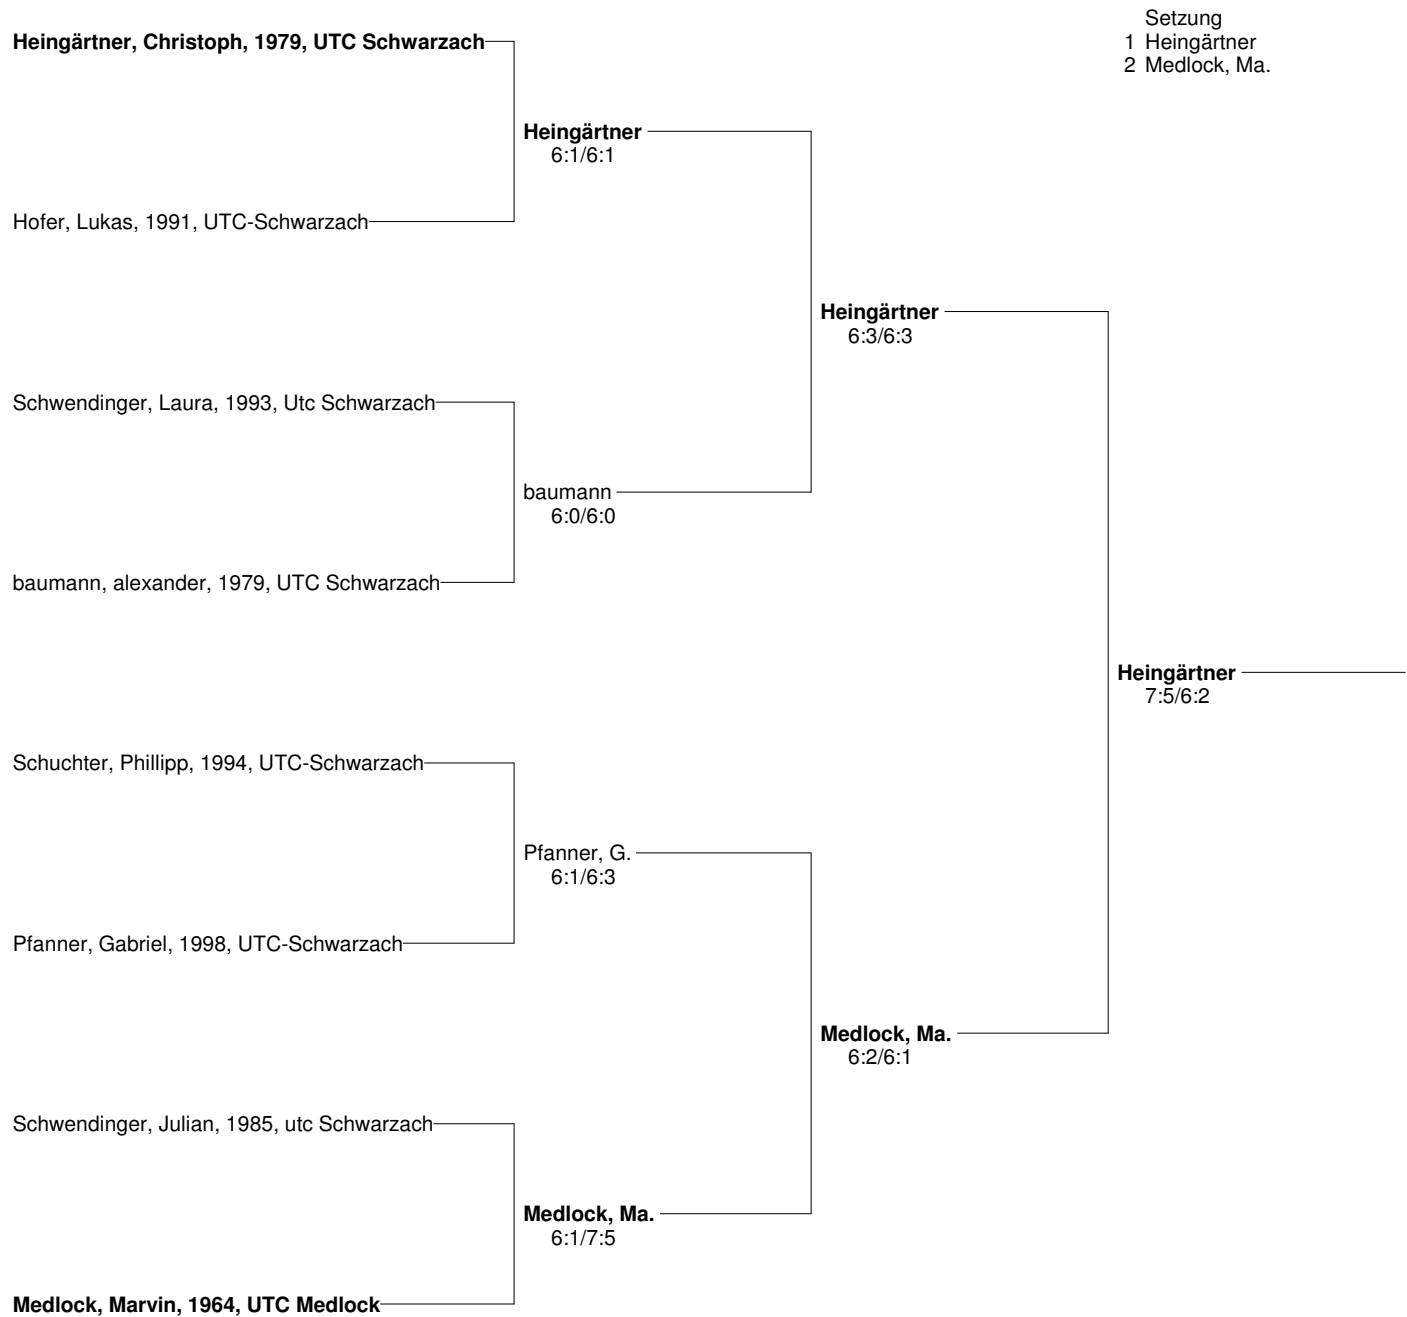 Setzung
1 Heingärtner
2 Medlock, Ma.
Heingärtner, Christoph, 1979, UTC Schwarzach
Heingärtner
6:1/6:1
Hofer, Lukas, 1991, UTC-Schwarzach
Heingärtner
6:3/6:3
Schwendinger, Laura, 1993, Utc Schwarzach
baumann
6:0/6:0
baumann, alexander, 1979, UTC Schwarzach
Heingärtner
7:5/6:2
Schuchter, Phillipp, 1994, UTC-Schwarzach
Pfanner, G.
6:1/6:3
Pfanner, Gabriel, 1998, UTC-Schwarzach
Medlock, Ma.
6:2/6:1
Schwendinger, Julian, 1985, utc Schwarzach
Medlock, Ma.
6:1/7:5
Medlock, Marvin, 1964, UTC Medlock